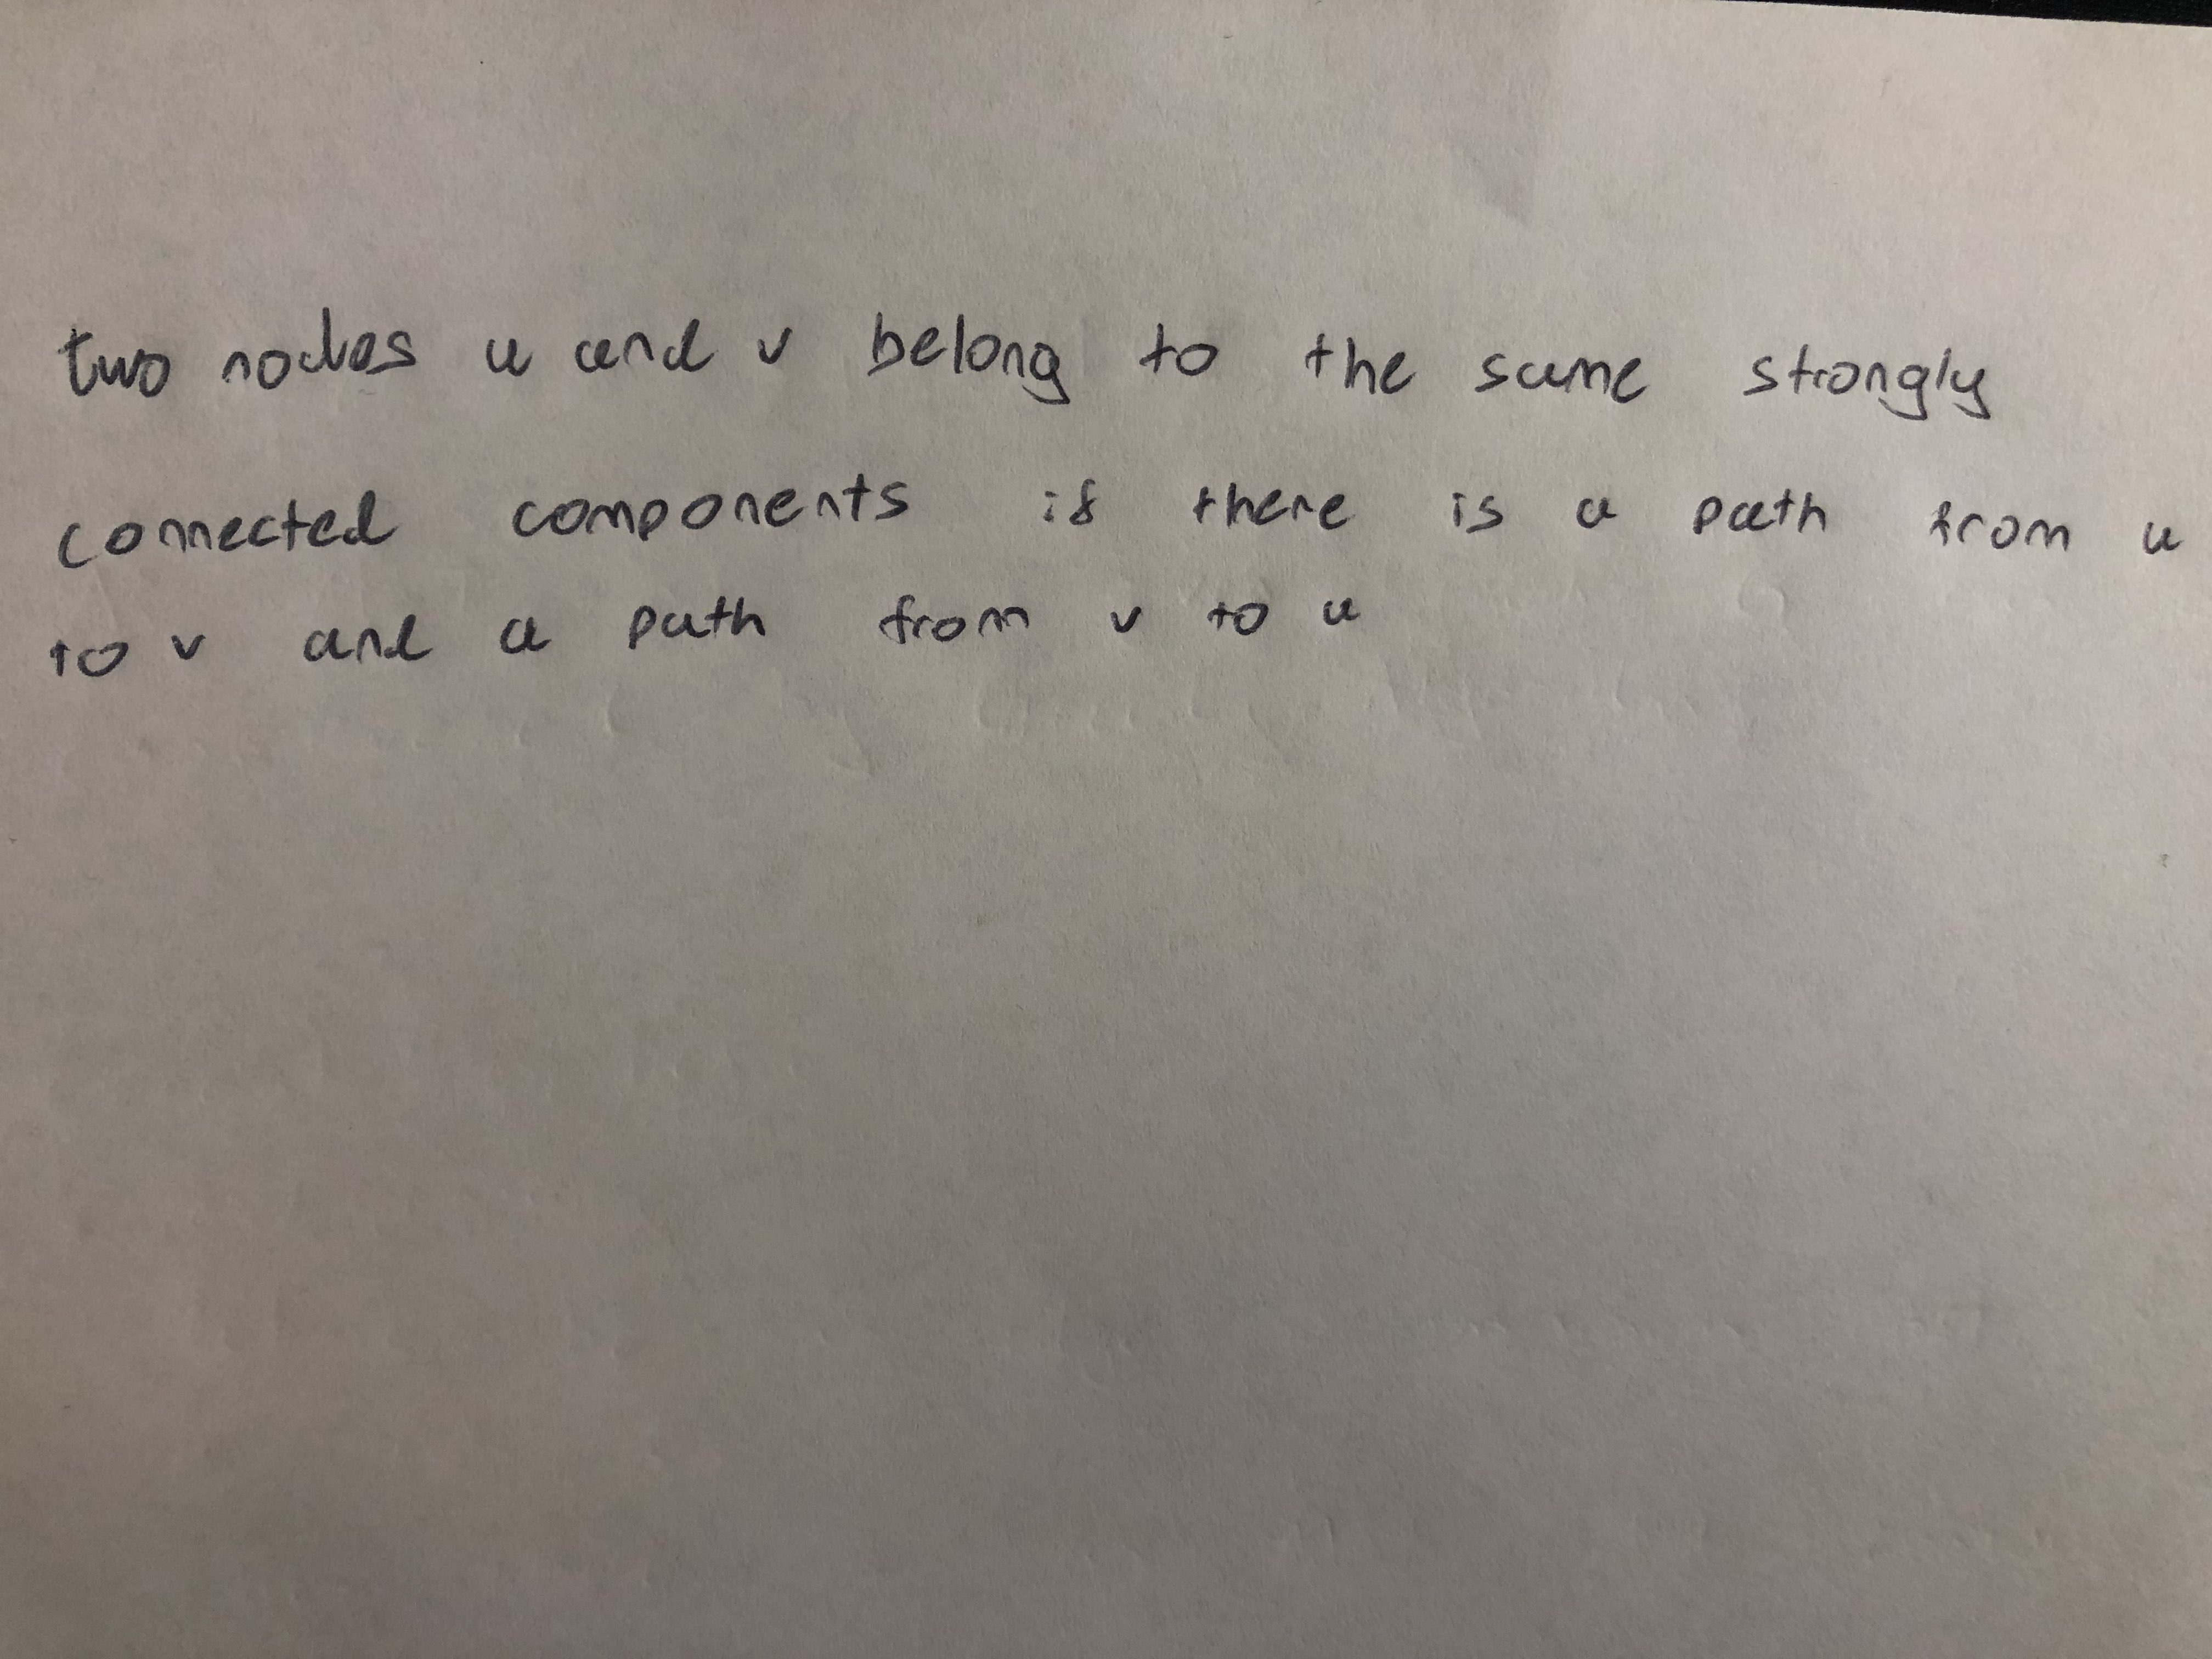 two nodes u and v belong to the same strongly
connected components if there is a path from u
to v and a path from v to u